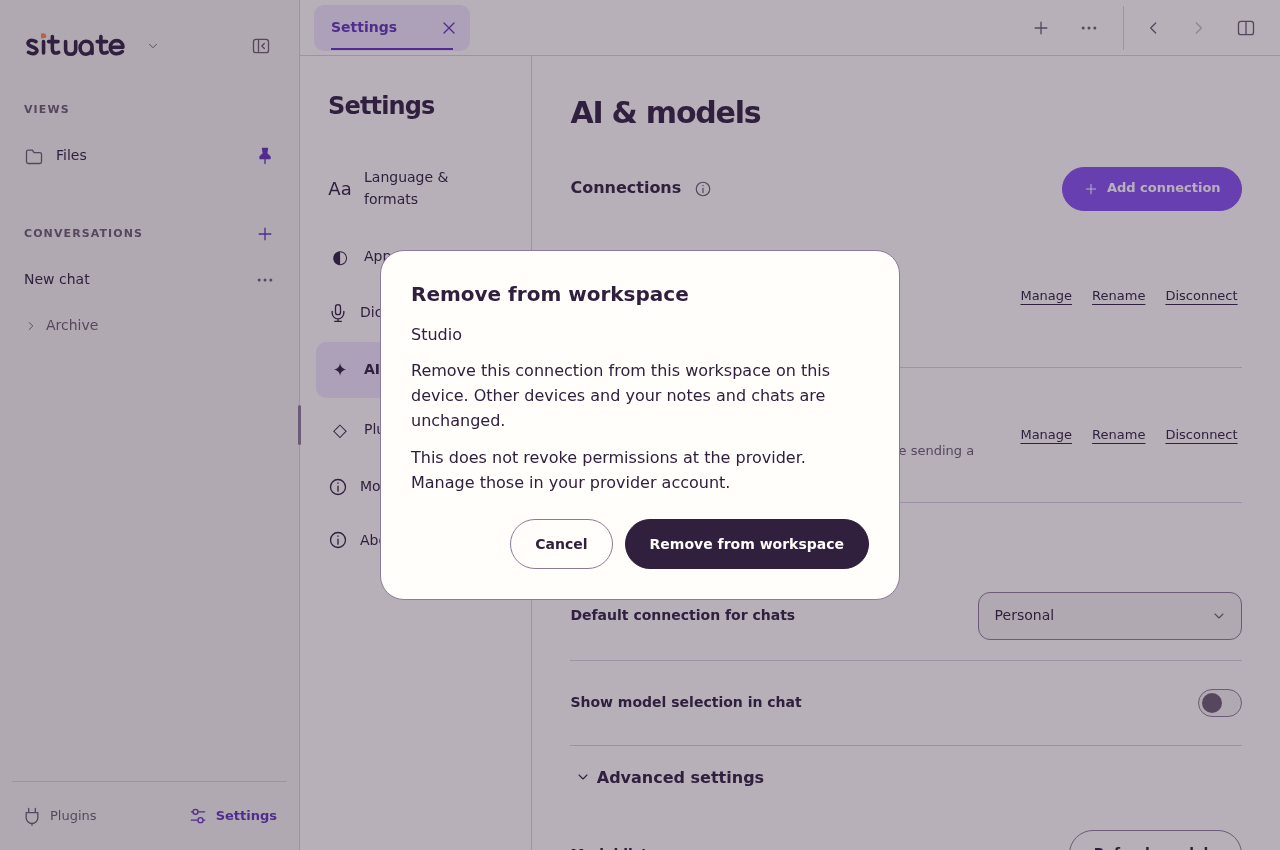 situate
VIEWS
Files
CONVERSATIONS
New chat
Archive
Plugins
Settings
Settings
Settings
Aa
Language &
formats
AI & models
Connections
Add connection
Manage Rename Disconnect
Manage Rename Disconnect
sending a
Remove from workspace
Studio
Remove this connection from this workspace on this
device. Other devices and your notes and chats are
unchanged.
This does not revoke permissions at the provider.
Manage those in your provider account.
Cancel
Remove from workspace
Default connection for chats
Personal
Show model selection in chat
Advanced settings